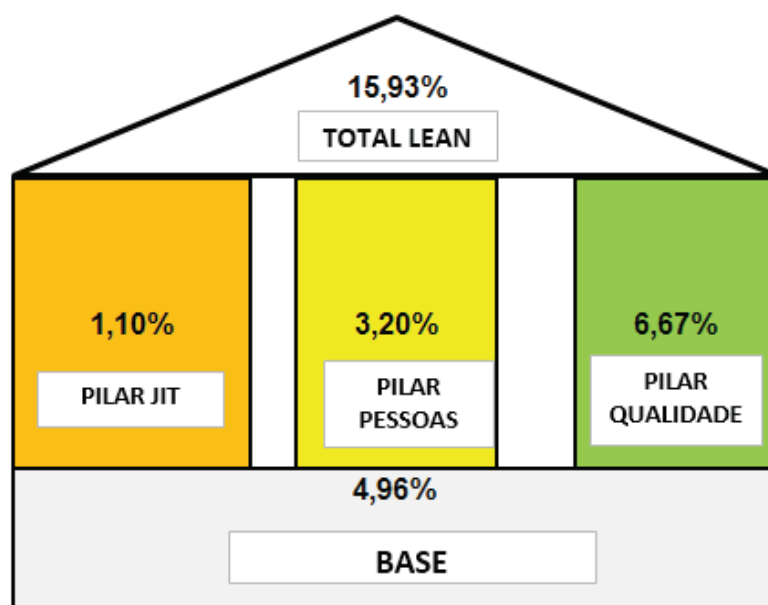 15,93%
TOTAL LEAN
1,10%
3,20%
6,67%
PILAR JIT
PILAR
PESSOAS
PILAR
QUALIDADE
4,96%
BASE